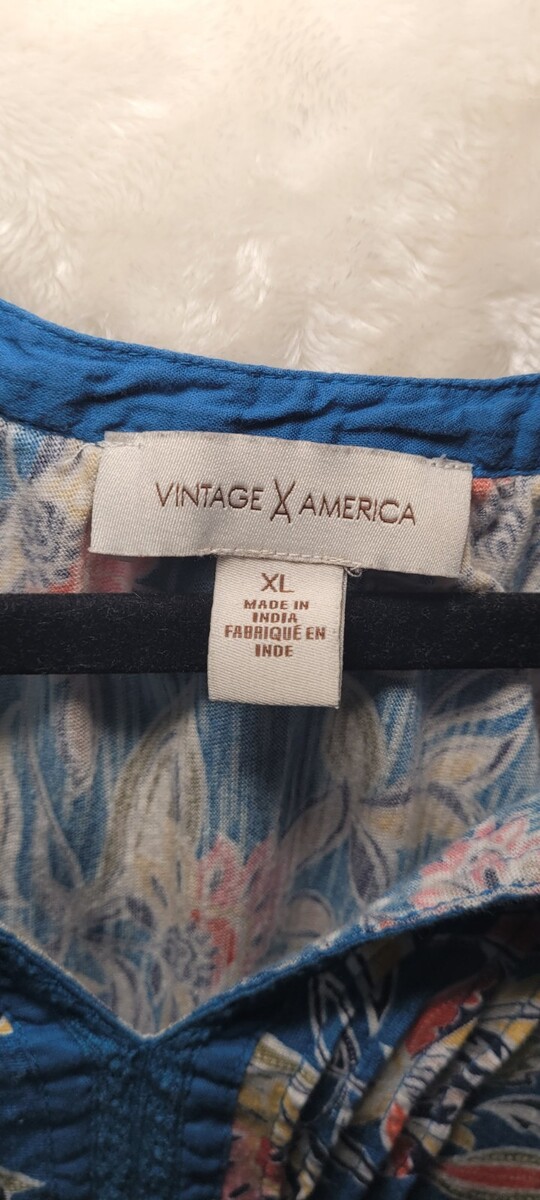 VINTAGE AMERICA
XL
MADE IN
INDIA
FABRIQUÉ EN
INDE